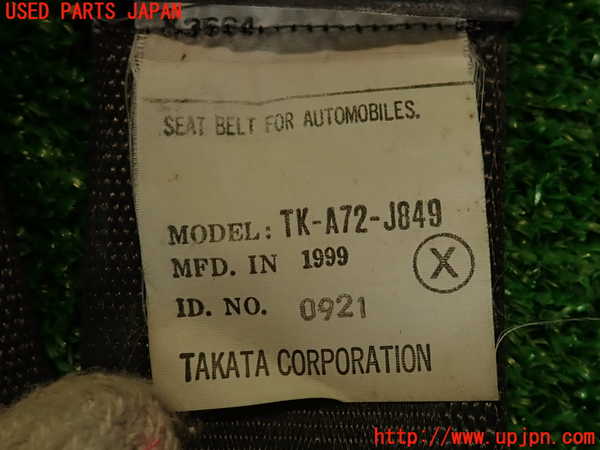 USED PARTS JAPAN
SEAT BELT FOR AUTOMOBILES.
MODEL: TK-A72-J849
MFD. IN 1999
X
ID. NO. 0921
TAKATA CORPORATION
http://www.upjpn.com/